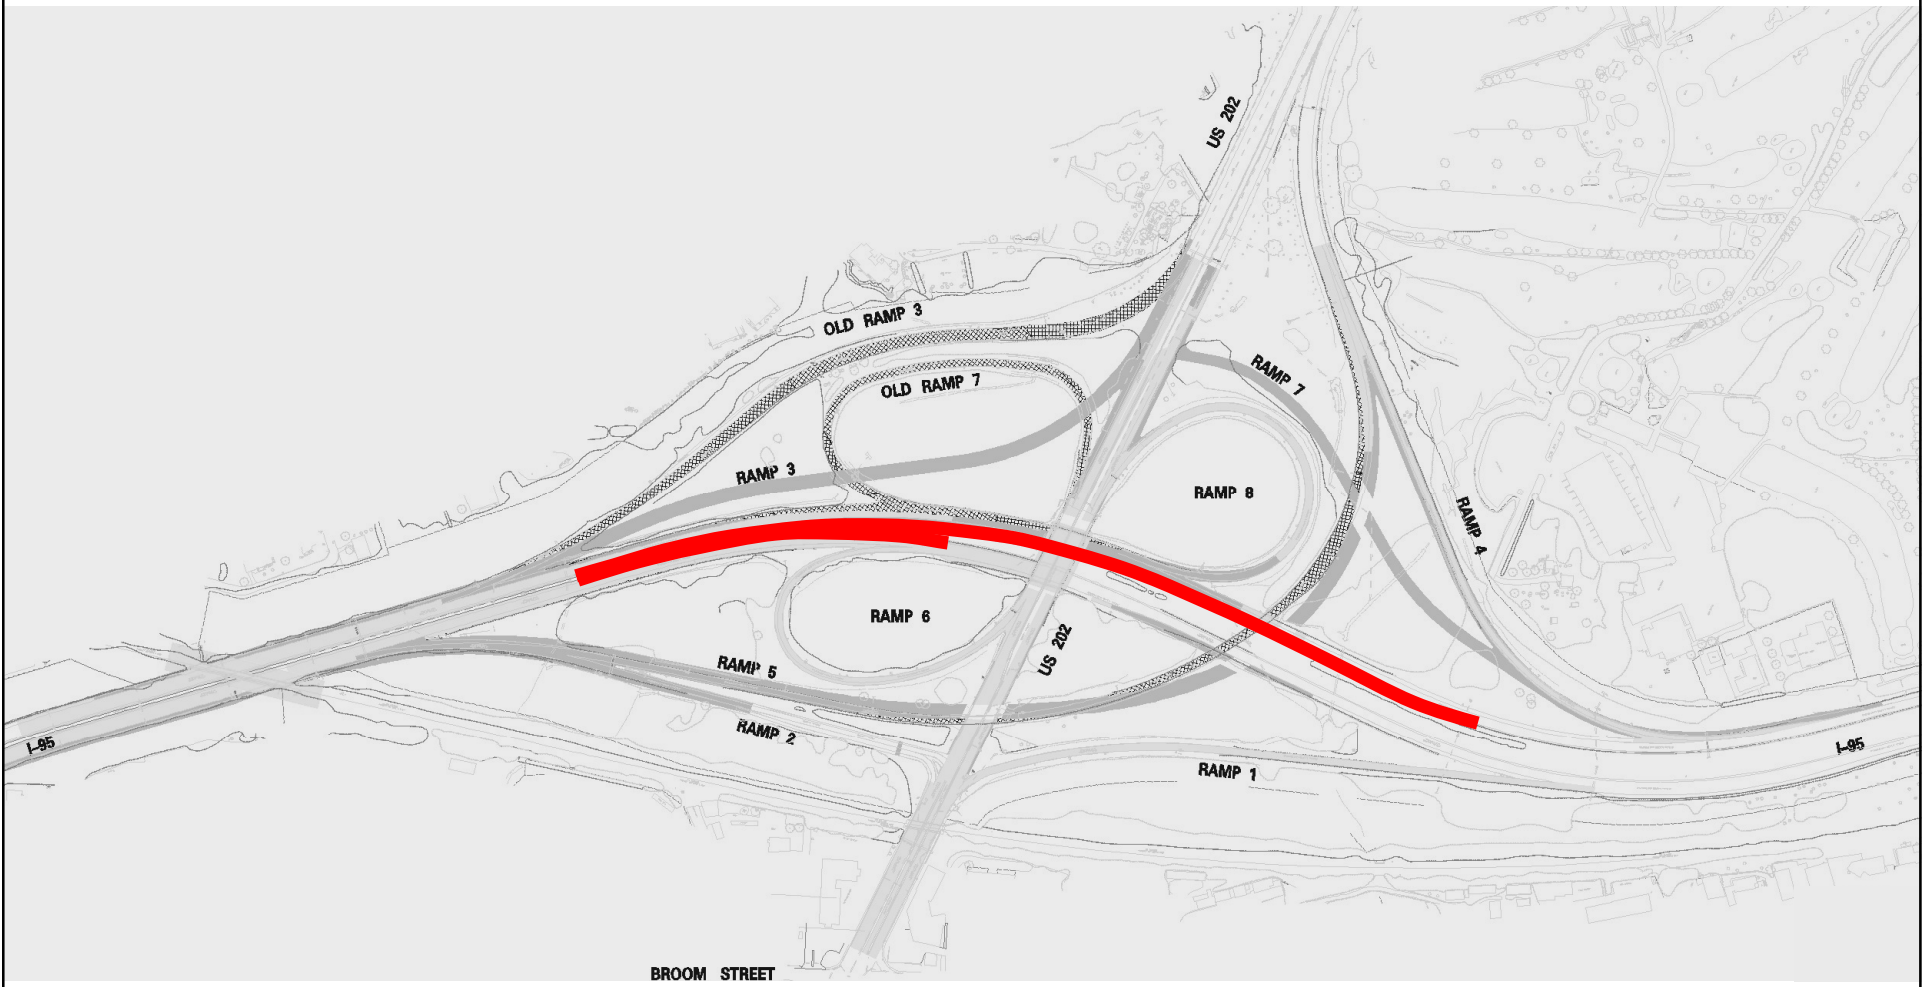 US 202
OLD RAMP 3
OLD RAMP 7
RAMP 7
RAMP 3
RAMP 8
RAMP 4
RAMP 6
US 202
RAMP 5
RAMP 2
I-95
I-95
RAMP 1
BROOM STREET